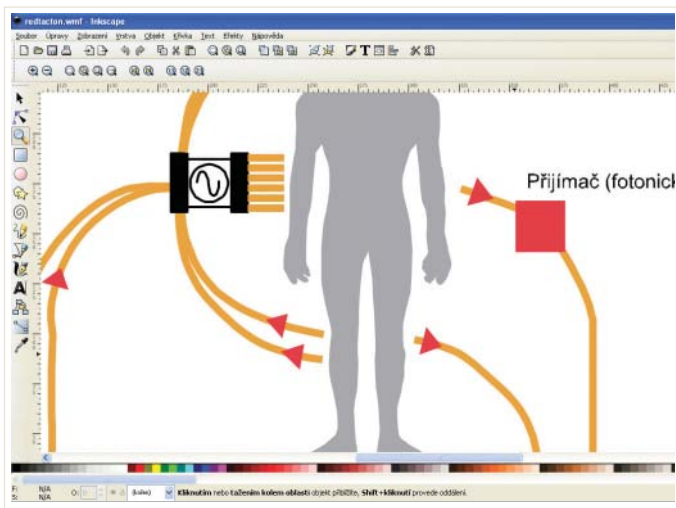 redtacton.wmf - Inkscape
Soubor Úpravy Zobrazení Vrstva Objekt Křivka Text Efekty Nápověda
Přijímač (fotonick
F: N/A
S: N/A
O:
(kořen)
Kliknutím nebo tažením kolem oblasti objekt přiblížíte, Shift+kliknutí provede oddálení.